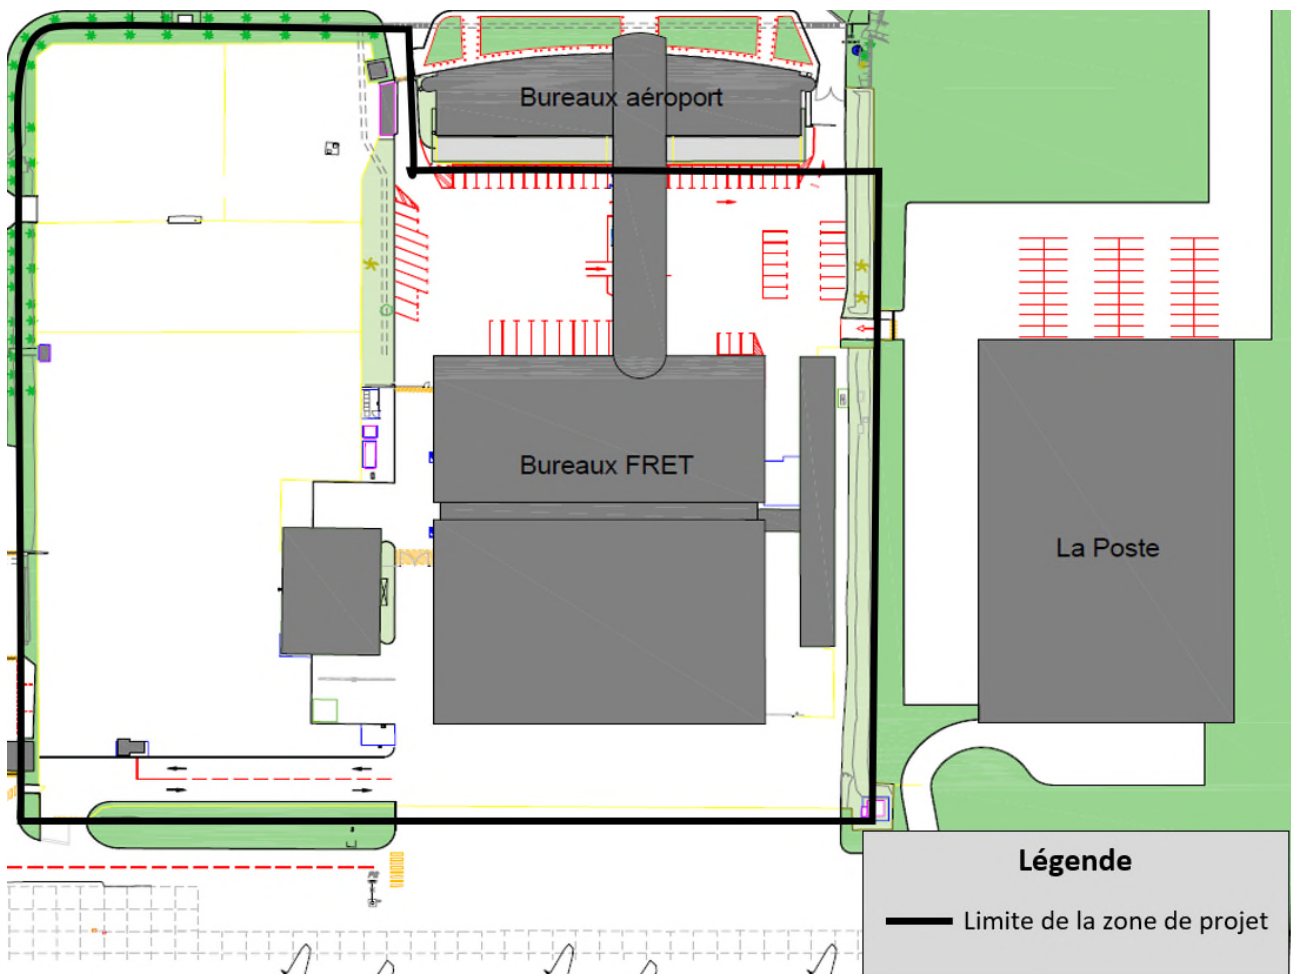 Bureaux aéroport
Bureaux FRET
La Poste
Légende
Limite de la zone de projet